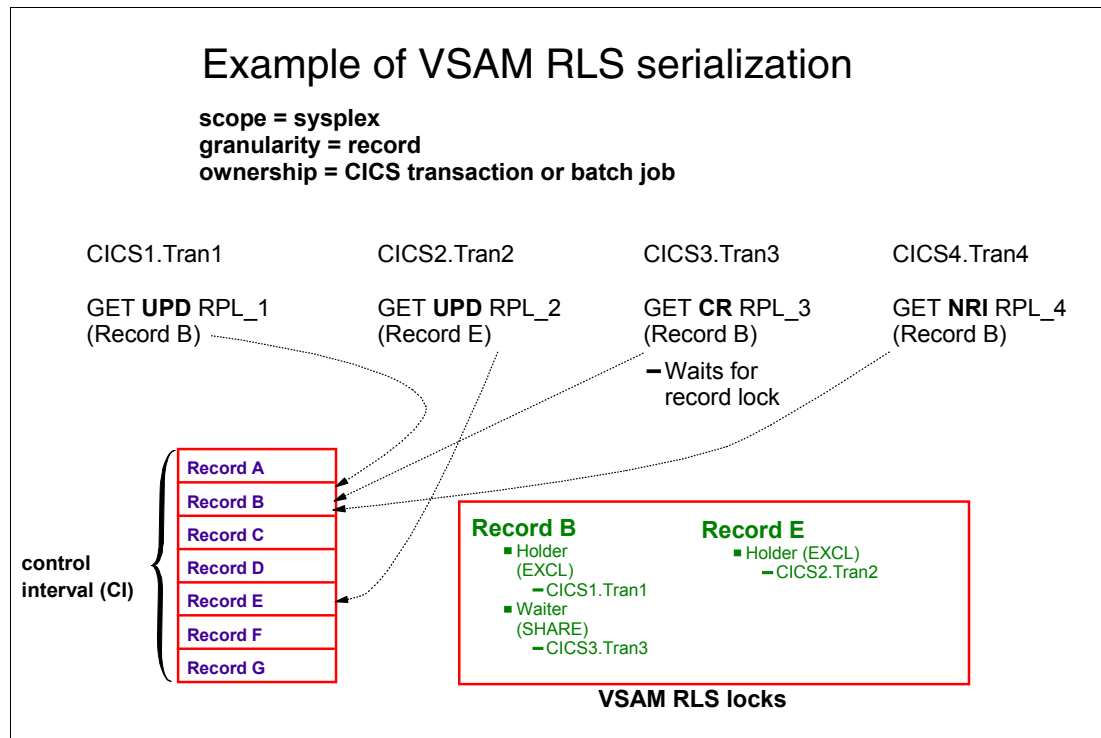 Example of VSAM RLS serialization
scope = sysplex
granularity = record
ownership = CICS transaction or batch job
CICS1.Tran1
GET UPD RPL_1
(Record B)
CICS2.Tran2
GET UPD RPL_2
(Record E)
CICS3.Tran3
GET CR RPL_3
(Record B)
– Waits for
record lock
CICS4.Tran4
GET NRI RPL_4
(Record B)
control
interval (CI)
Record A
Record B
Record C
Record D
Record E
Record F
Record G
Record B
▪ Holder
(EXCL)
– CICS1.Tran1
▪ Waiter
(SHARE)
– CICS3.Tran3
Record E
▪ Holder (EXCL)
– CICS2.Tran2
VSAM RLS locks